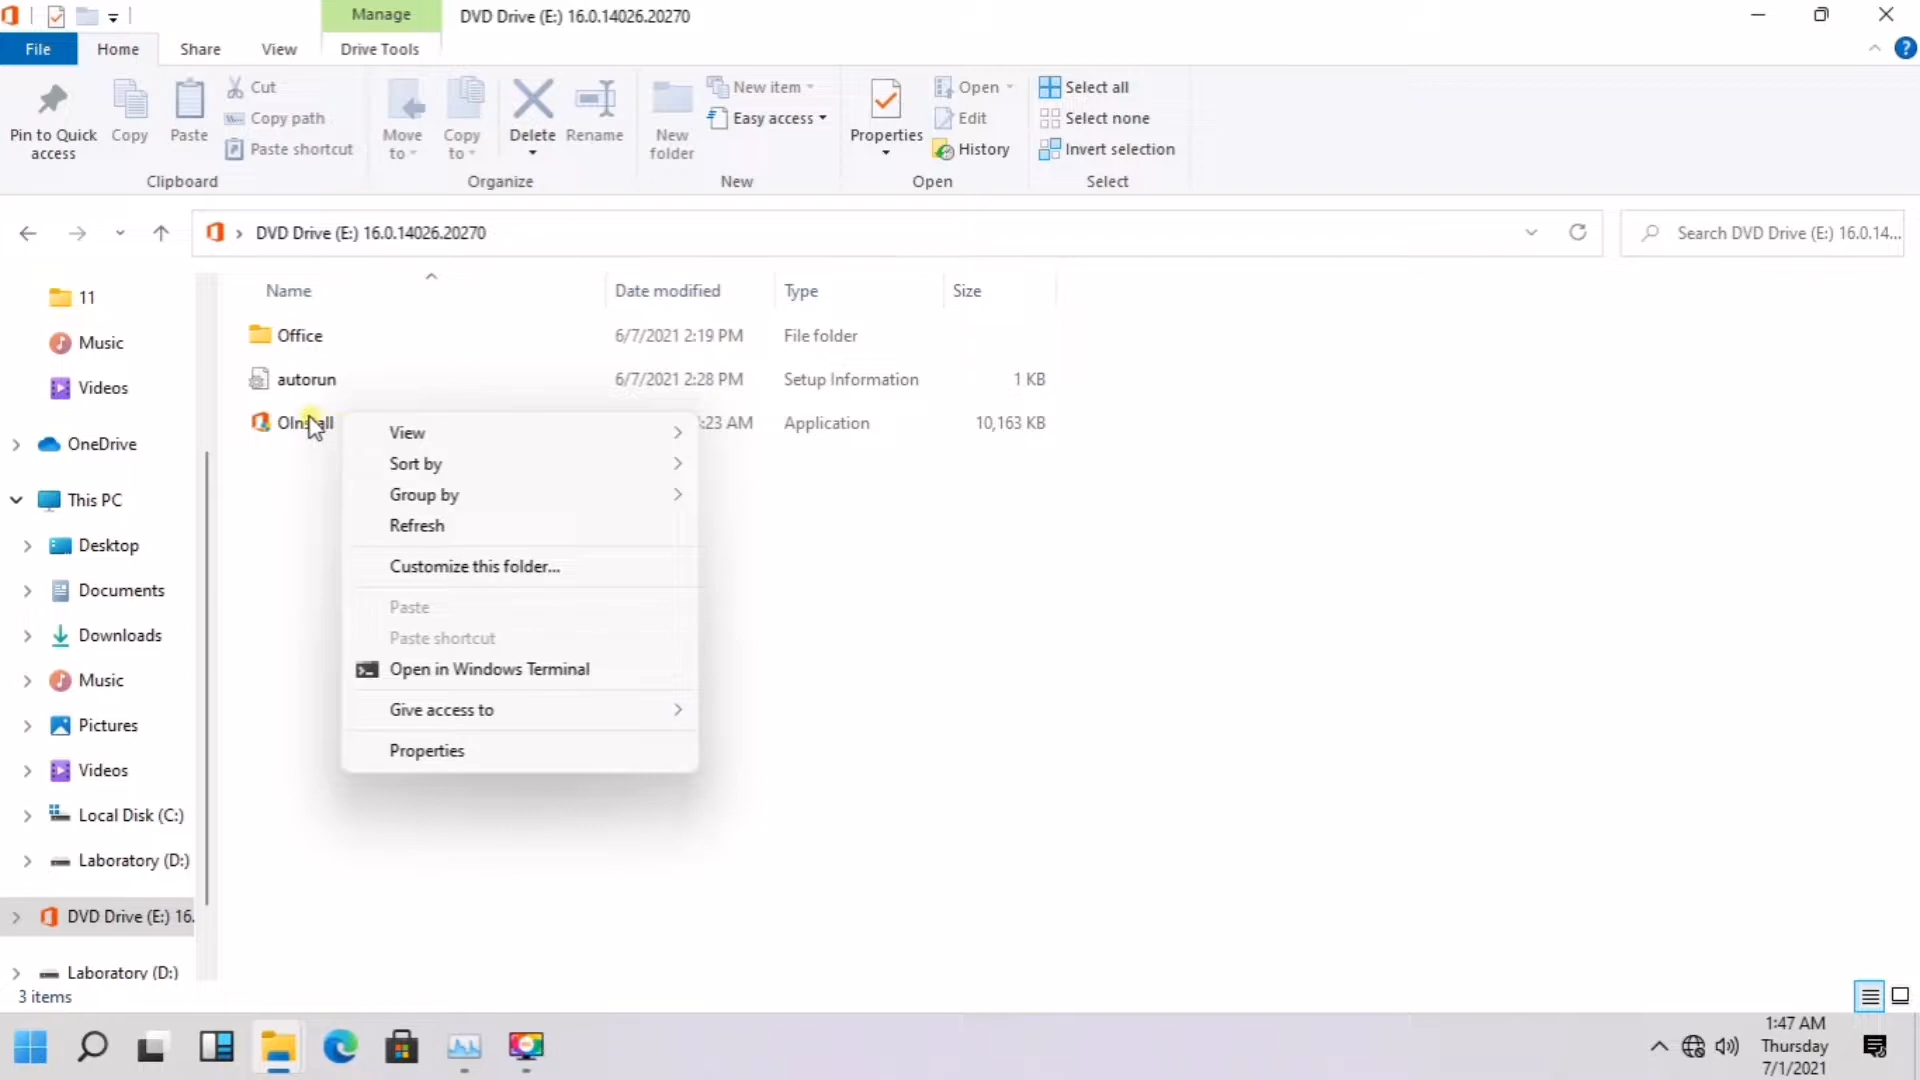 Manage
DVD Drive (E:) 16.0.14026.20270
File
Home
Share
View
Drive Tools
Pin to Quick access
Copy
Paste
Cut
Copy path
Paste shortcut
Clipboard
Move to
Copy to
Delete
Rename
Organize
New folder
New item
Easy access
New
Properties
Open
Edit
History
Open
Select all
Select none
Invert selection
Select
DVD Drive (E:) 16.0.14026.20270
Search DVD Drive (E:) 16.0.14...
11
Music
Videos
OneDrive
This PC
Desktop
Documents
Downloads
Music
Pictures
Videos
Local Disk (C:)
Laboratory (D:)
DVD Drive (E:) 16.
Laboratory (D:)
Name
Date modified
Type
Size
Office
6/7/2021 2:19 PM
File folder
autorun
6/7/2021 2:28 PM
Setup Information
1 KB
:23 AM
Application
10,163 KB
View
Sort by
Group by
Refresh
Customize this folder...
Paste
Paste shortcut
Open in Windows Terminal
Give access to
Properties
3 items
1:47 AM
Thursday
7/1/2021